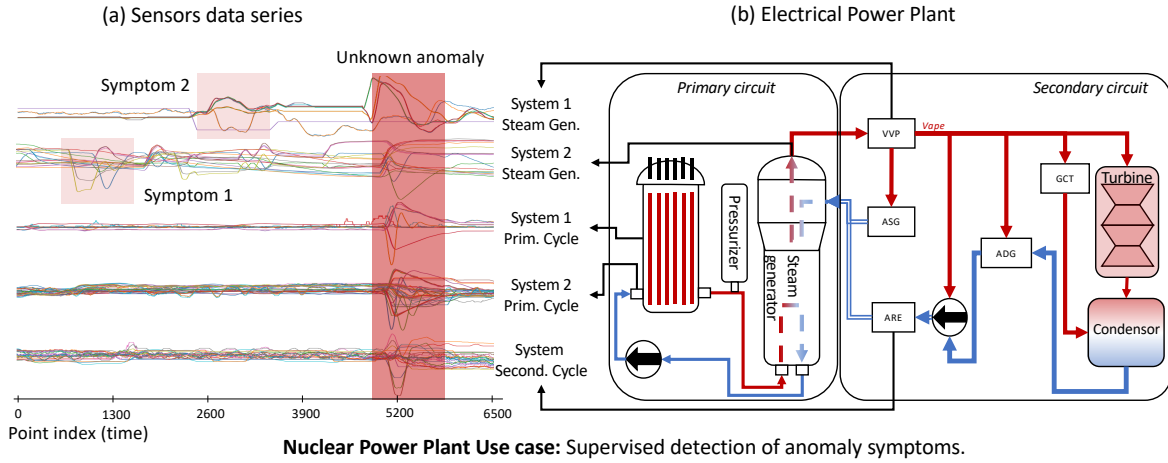 (a) Sensors data series
(b) Electrical Power Plant
Unknown anomaly
Symptom 2
Symptom 1
System 1
Steam Gen.
System 2
Steam Gen.
System 1
Prim. Cycle
System 2
Prim. Cycle
System
Second. Cycle
0 1300 2600 3900 5200 6500
Point index (time)
Primary circuit
Secondary circuit
VVP
Vape
GCT
Turbine
ASG
ADG
Pressurizer
Steam
generator
ARE
Condensor
Nuclear Power Plant Use case: Supervised detection of anomaly symptoms.